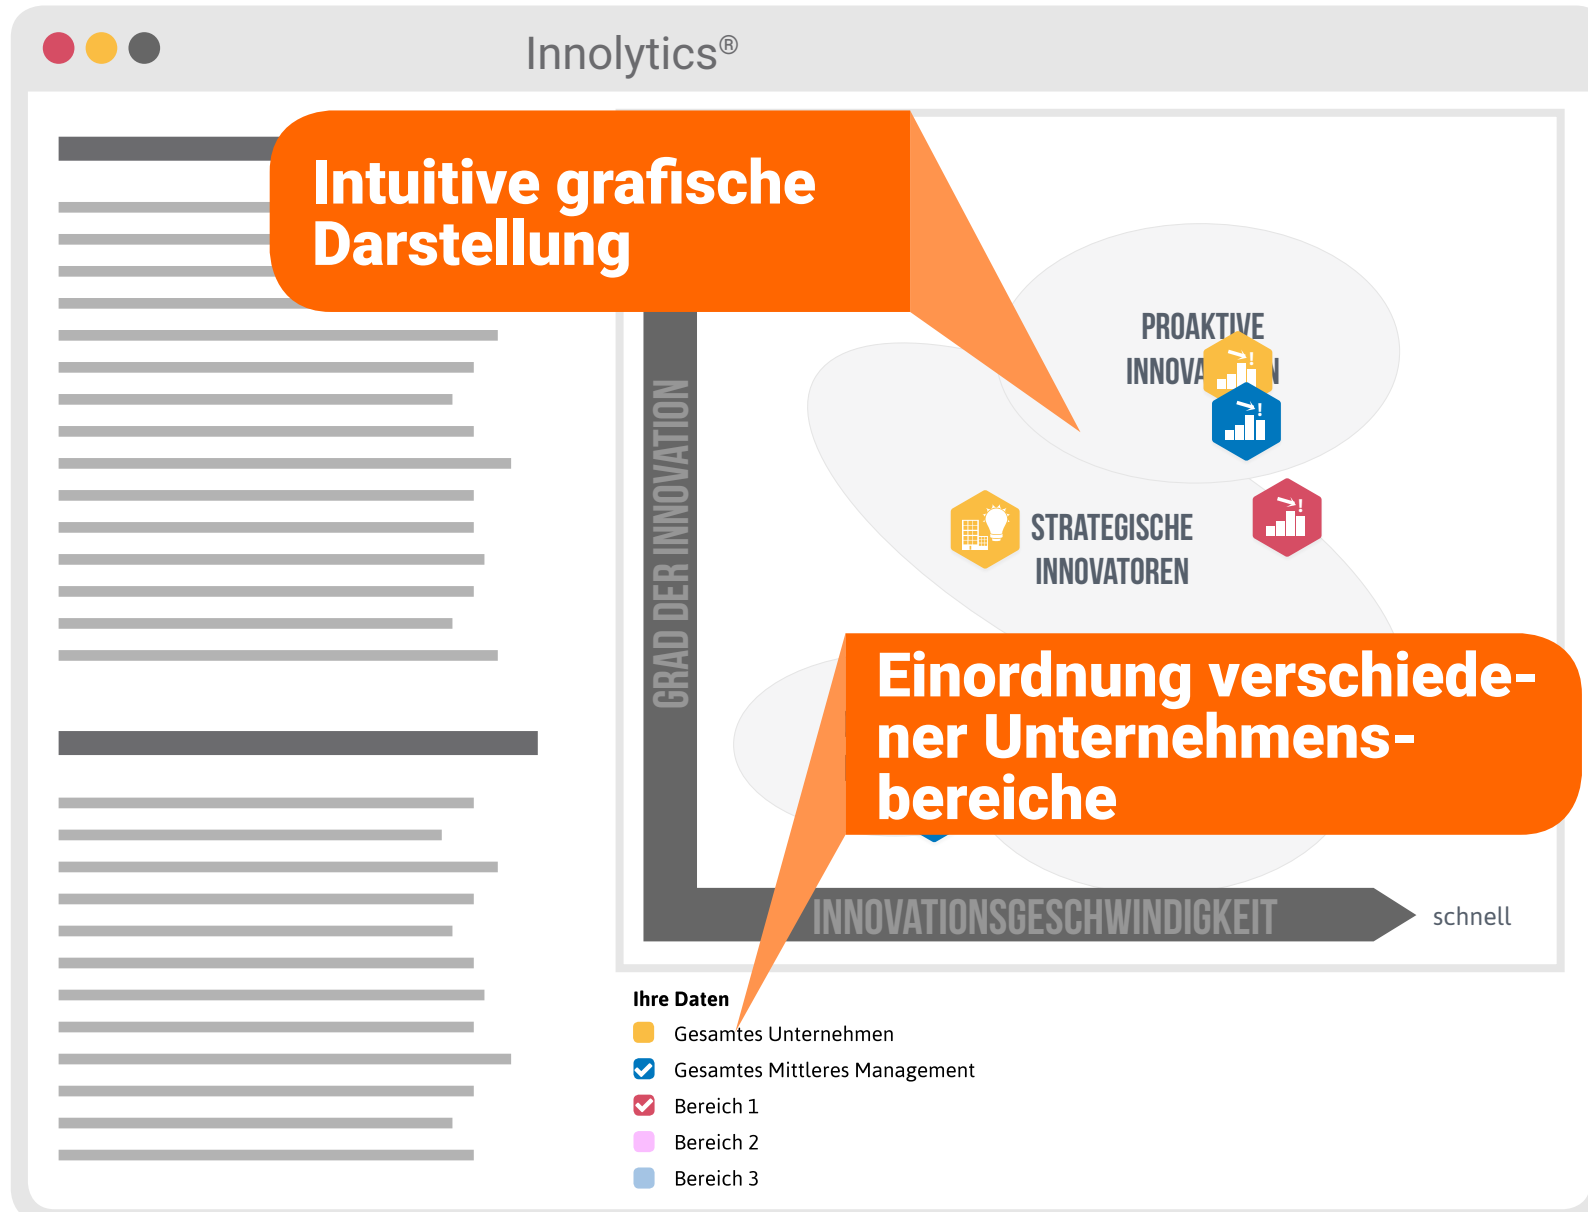 Innolytics®
Intuitive grafische
Darstellung
PROAKTIVE
STRATEGISCHE
INNOVATOREN
GRAD DER INNOVATION
Einordnung verschiede-
ner Unternehmens-
bereiche
INNOVATIONSGESCHWINDIGKEIT
schnell
Ihre Daten
Gesamtes Unternehmen
Gesamtes Mittleres Management
Bereich 1
Bereich 2
Bereich 3